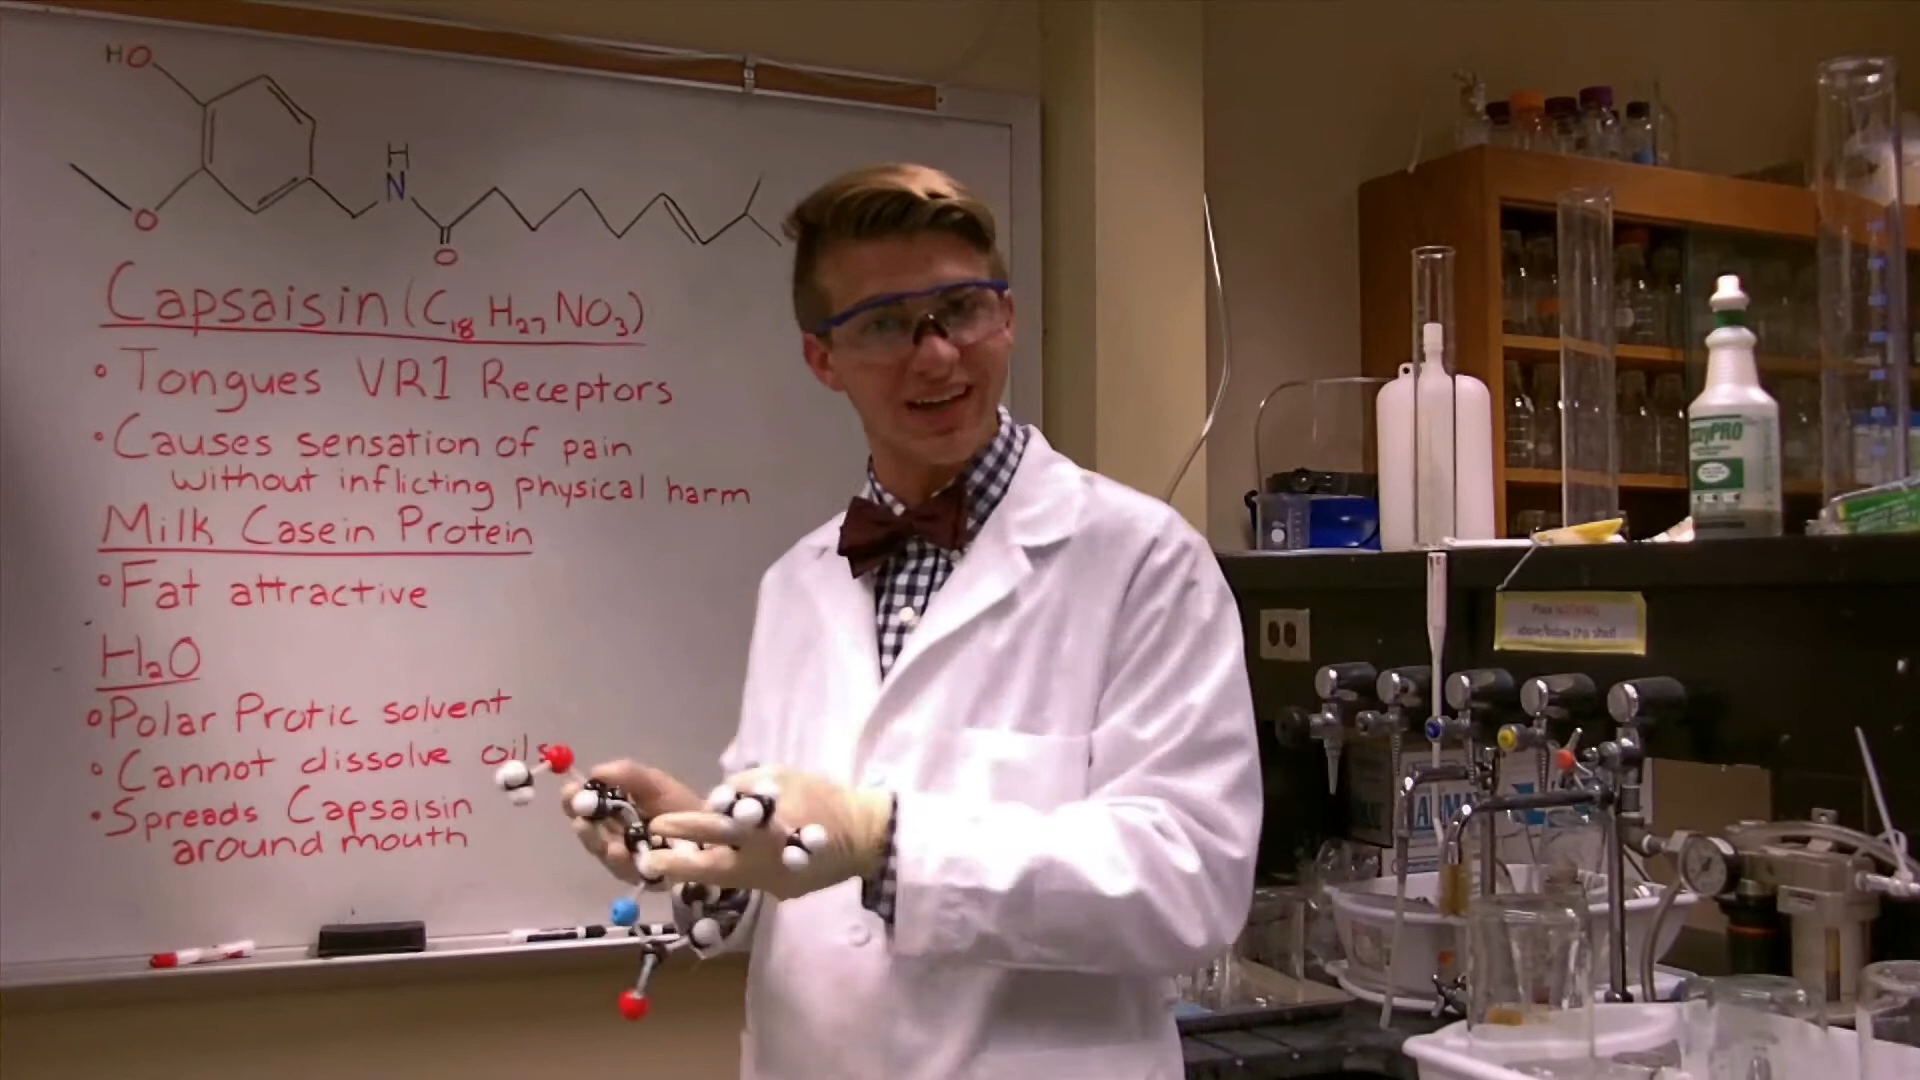 HO
H
N
O
O
Capsaisin (C₁₈ H₂₇ NO₃)
• Tongues VR1 Receptors
• Causes sensation of pain
without inflicting physical harm
Milk Casein Protein
• Fat attractive
H₂O
• Polar Protic solvent
• Cannot dissolve oils
• Spreads Capsaisin
around mouth
PRO